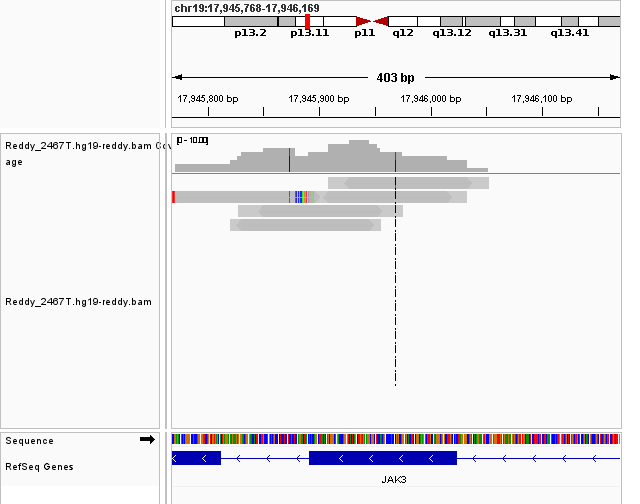 chr19:17,945,768-17,946,169
p13.2 p13.11 p11 q12 q13.12 q13.31 q13.41
403 bp
17,945,800 bp 17,945,900 bp 17,946,000 bp 17,946,100 bp
[0 - 10.00]
Reddy_2467T.hg19-reddy.bam Cov
age
Reddy_2467T.hg19-reddy.bam
Sequence
RefSeq Genes
JAK3